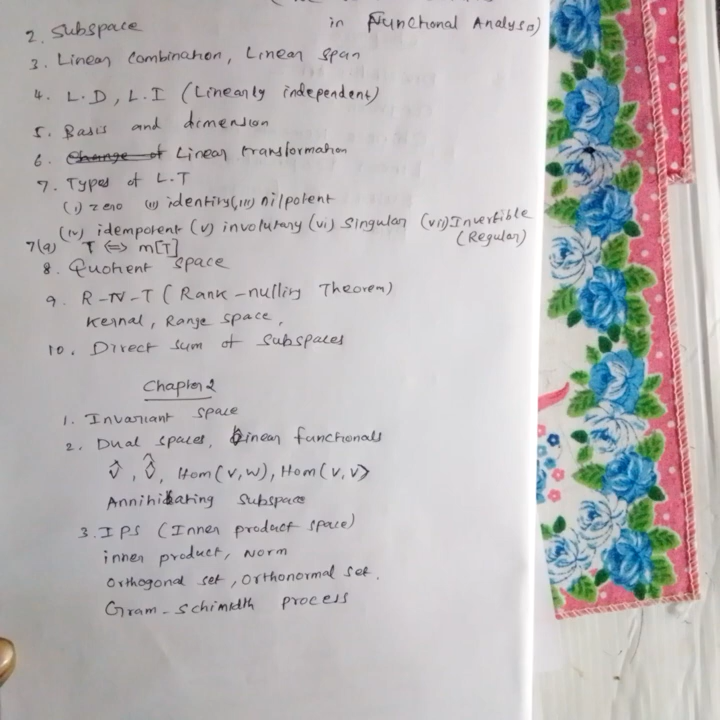 in Functional Analysis)
2. Subspace
3. Linear Combination, Linear span
4. L.D, L.I (Linearly independent)
5. Basis and dimension
6. Change of Linear transformation
7. Types of L.T
(i) zero (ii) identity (iii) nilpotent
(iv) idempotent (v) involutary (vi) Singular (vii) Invertible
(Regular)
7(a) T ⇔ m[T]
8. Quotient space
9. R-N-T (Rank-nullity Theorem)
Kernal, Range space,
10. Direct sum of Subspaces
Chapter 2
1. Invariant space
2. Dual spaces, Linear functionals
V̂, V̂̂, Hom(V,W), Hom(V,V)
Annihilating Subspace
3. IPS (Inner product space)
inner product, Norm
Orthogonal set, Orthonormal set.
Gram-Schimidth process